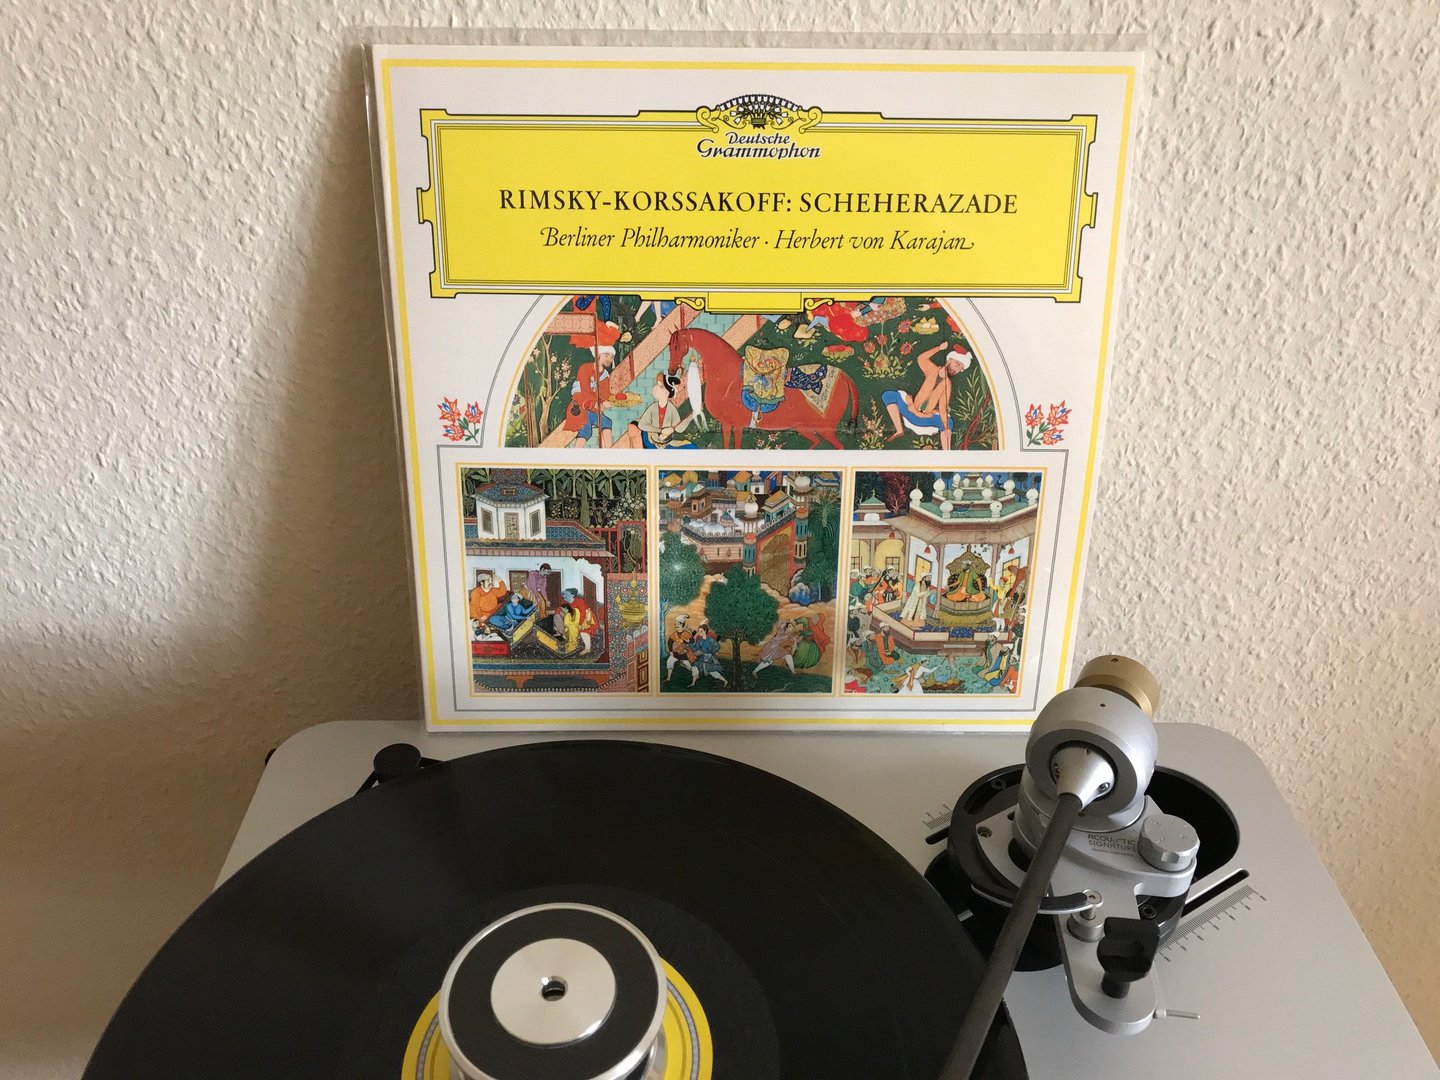 Deutsche
Grammophon
RIMSKY-KORSSAKOFF: SCHEHERAZADE
Berliner Philharmoniker · Herbert von Karajan
ACOUSTIC
SIGNATURE